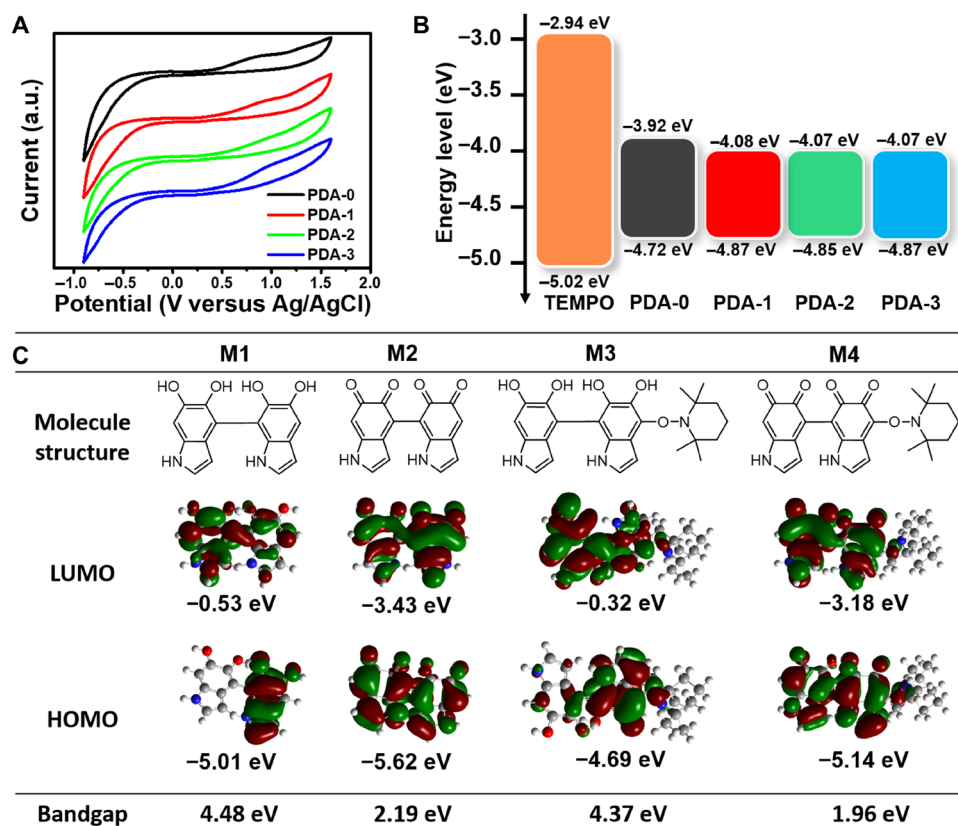 A
Current (a.u.)
PDA-0
PDA-1
PDA-2
PDA-3
−1.0 −0.5 0.0 0.5 1.0 1.5 2.0
Potential (V versus Ag/AgCl)
B
Energy level (eV)
−3.0
−3.5
−4.0
−4.5
−5.0
−2.94 eV
−3.92 eV
−4.08 eV −4.07 eV −4.07 eV
−4.72 eV
−4.87 eV −4.85 eV −4.87 eV
−5.02 eV
TEMPO PDA-0 PDA-1 PDA-2 PDA-3
C M1 M2 M3 M4
Molecule
structure
HO OH HO OH
HN HN
O O O O
HN HN
HO OH HO OH
O—N
HN HN
O O O O
O—N
HN HN
LUMO
−0.53 eV −3.43 eV −0.32 eV −3.18 eV
HOMO
−5.01 eV −5.62 eV −4.69 eV −5.14 eV
Bandgap 4.48 eV 2.19 eV 4.37 eV 1.96 eV